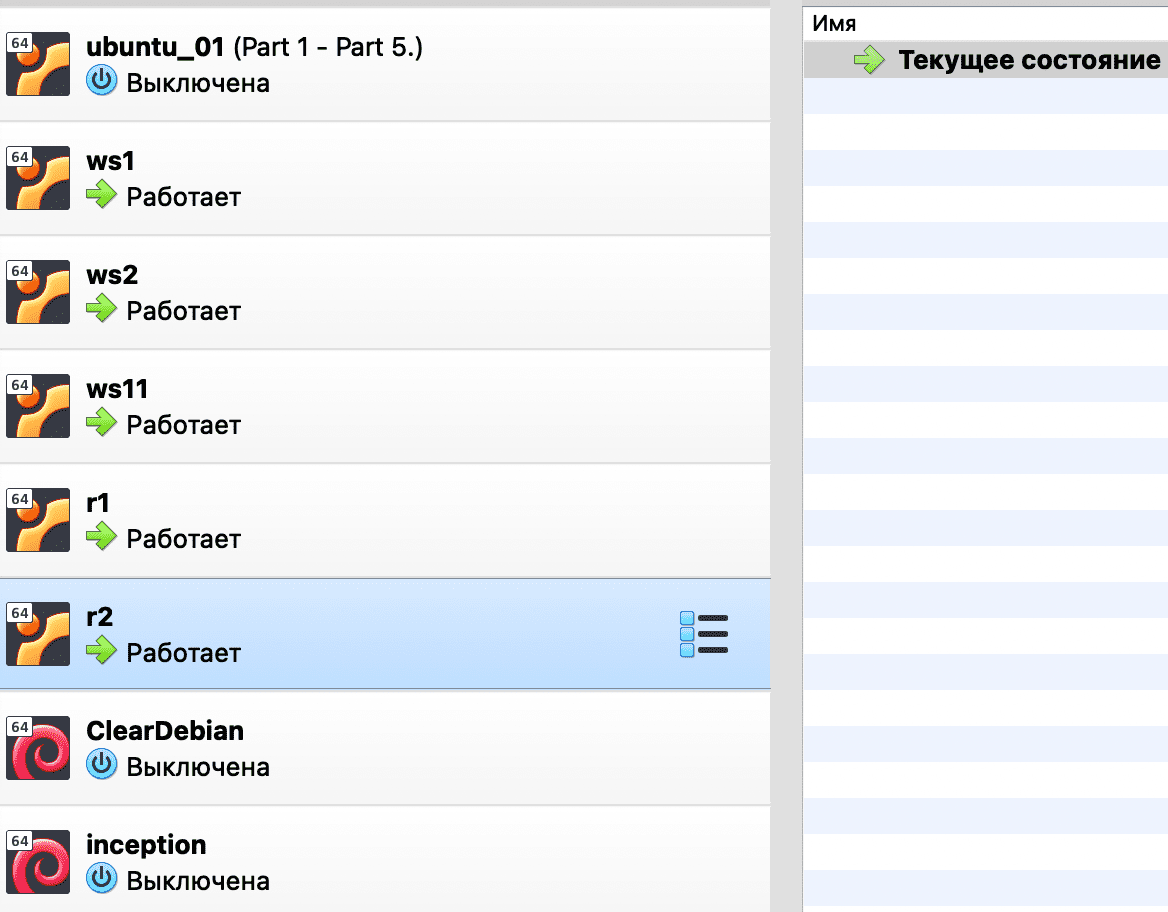 64
ubuntu_01 (Part 1 - Part 5.)
Выключена
64
ws1
Работает
64
ws2
Работает
64
ws11
Работает
64
r1
Работает
64
r2
Работает
64
ClearDebian
Выключена
64
inception
Выключена
Имя
Текущее состояние